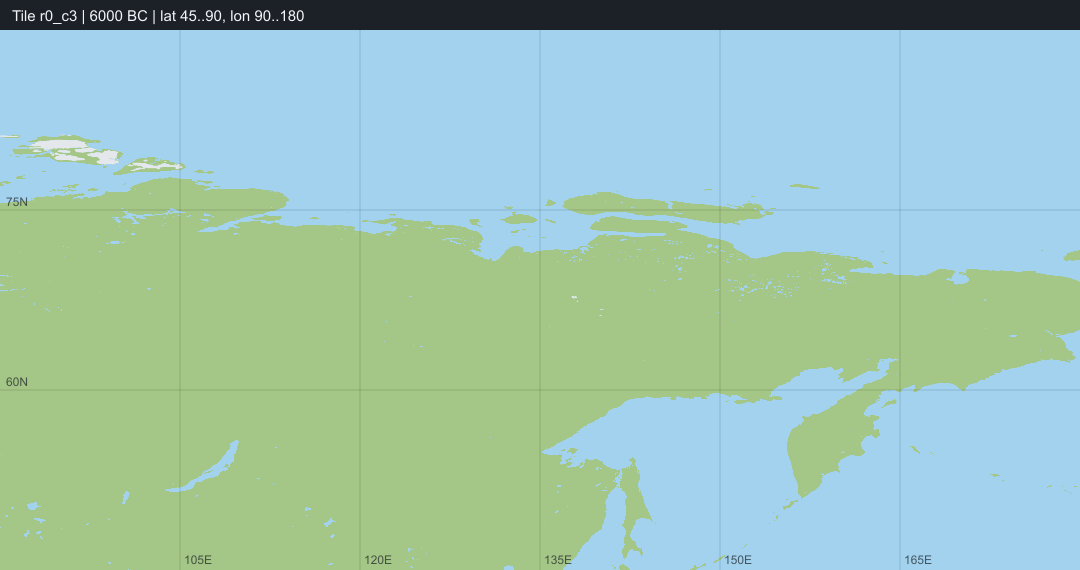 Tile r0_c3 | 6000 BC | lat 45..90, lon 90..180
75N
60N
105E 120E 135E 150E 165E